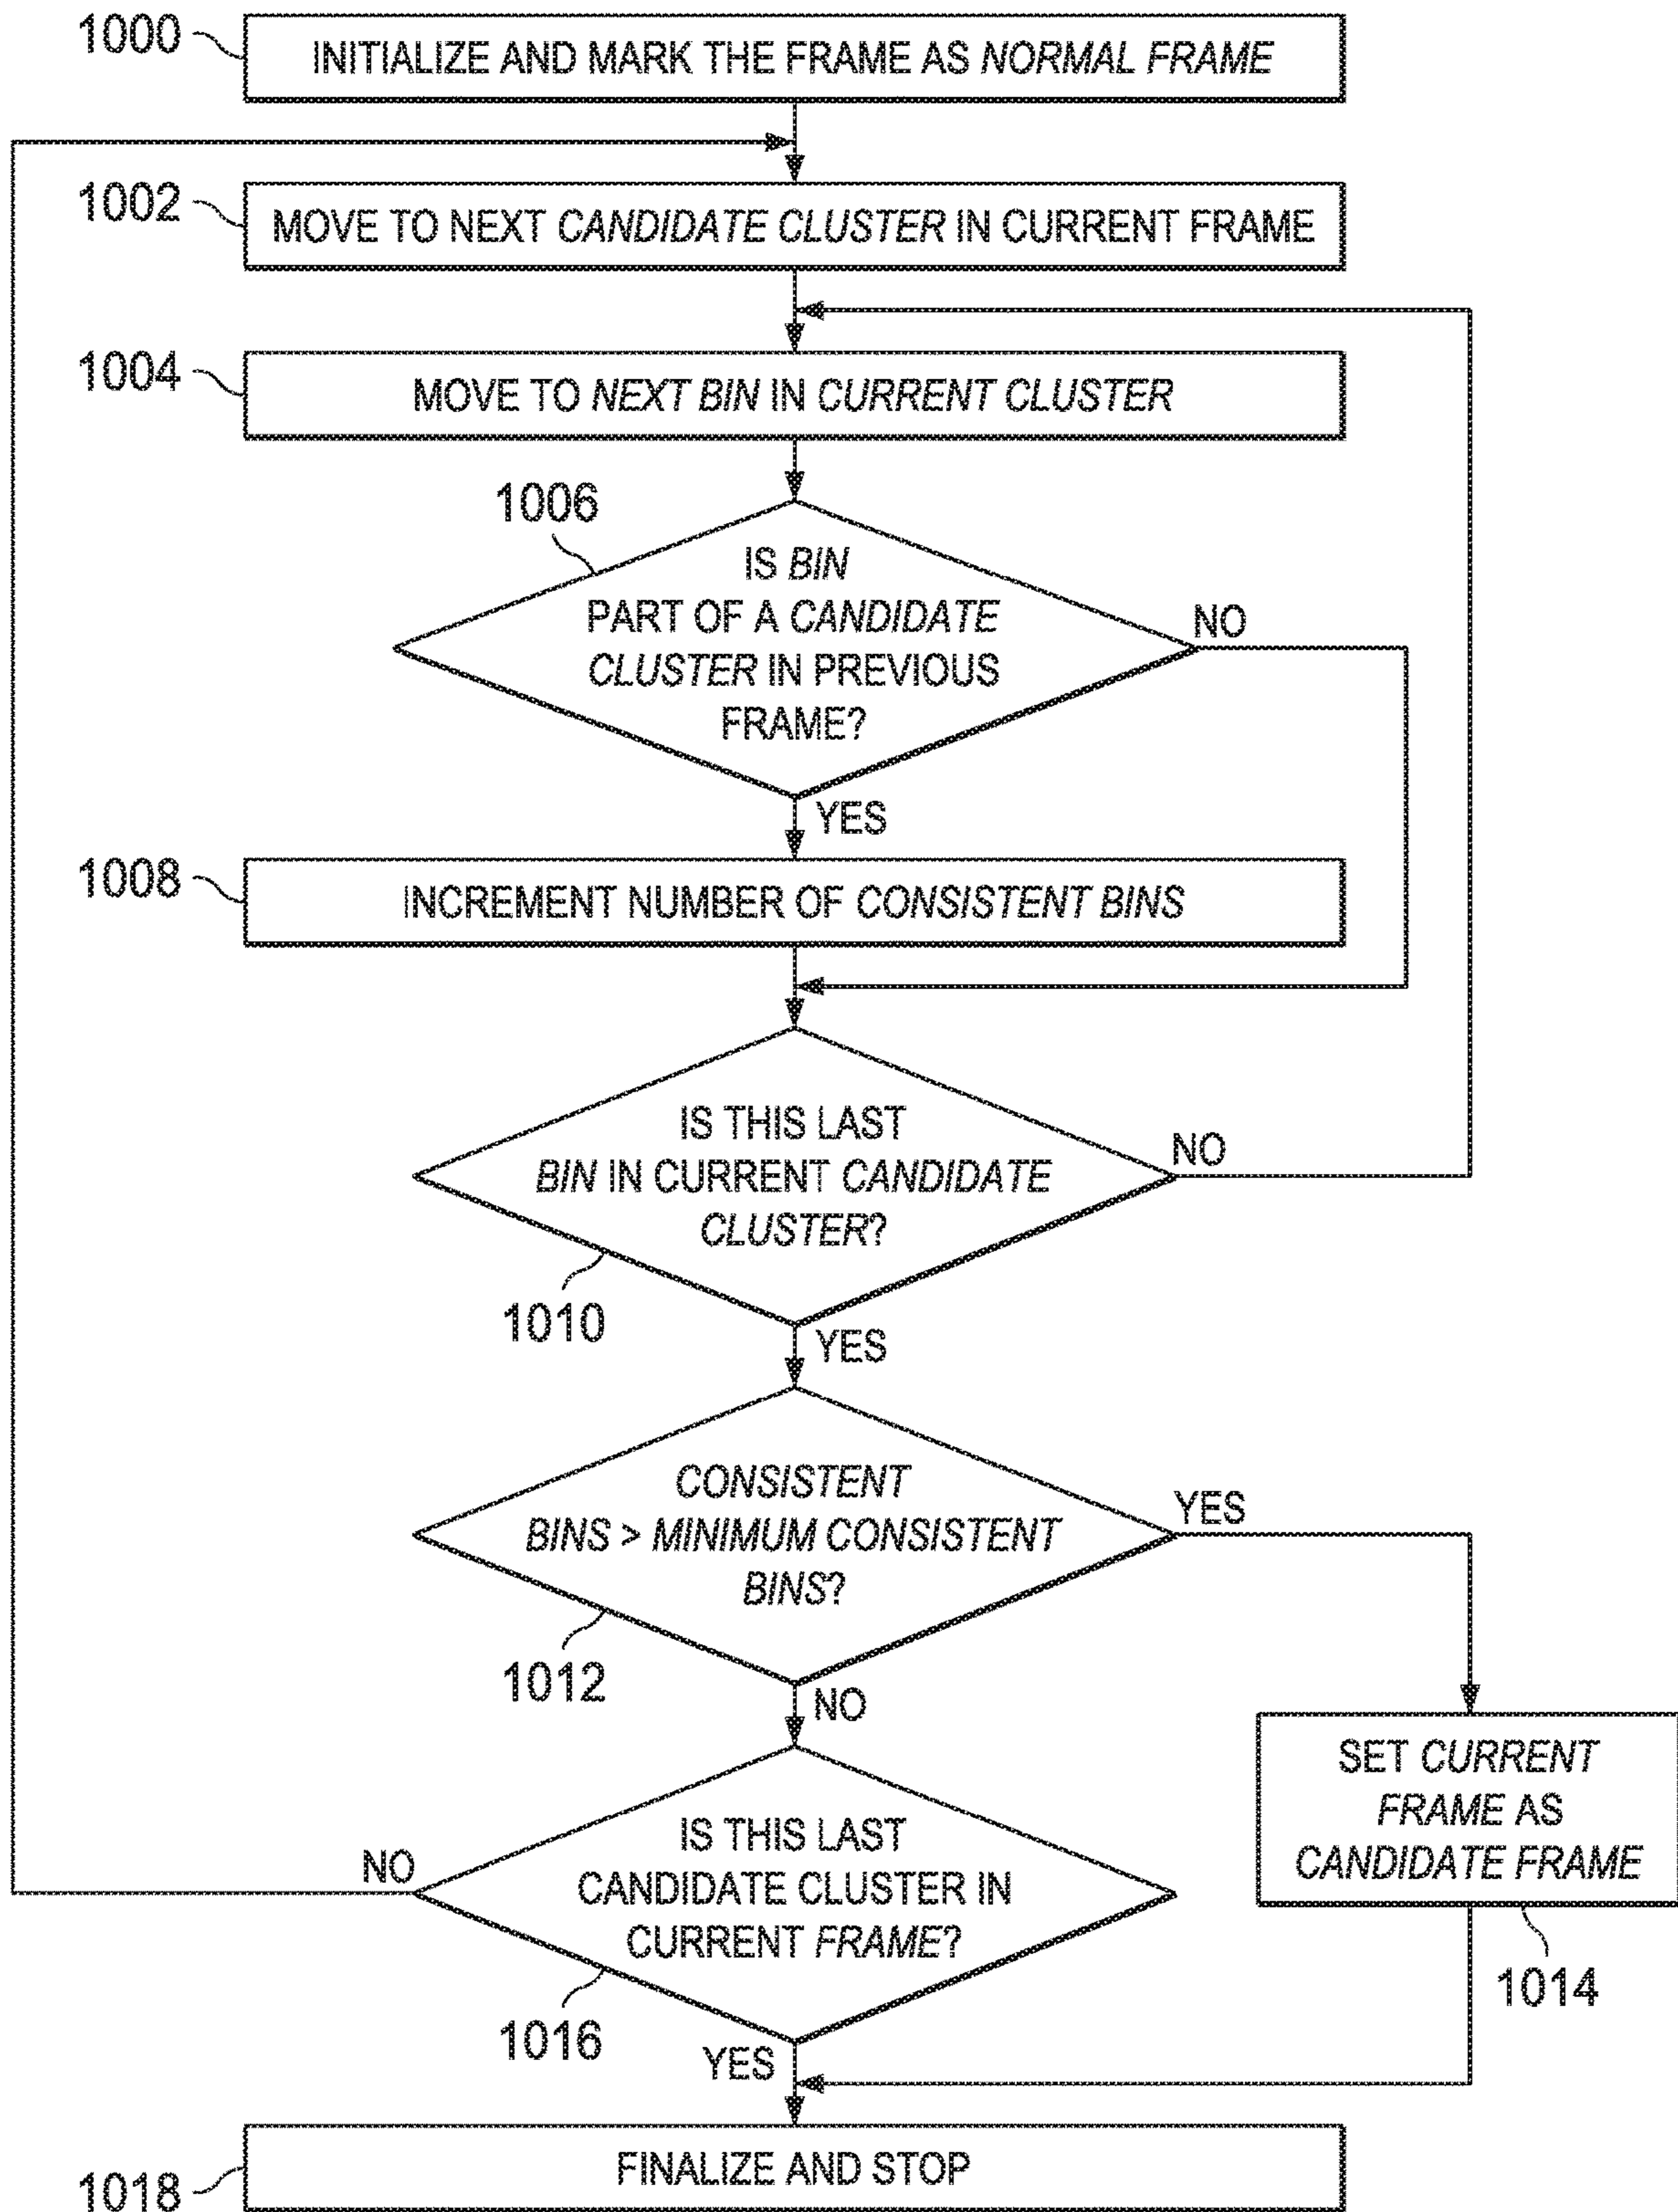 1000
INITIALIZE AND MARK THE FRAME AS NORMAL FRAME
1002
MOVE TO NEXT CANDIDATE CLUSTER IN CURRENT FRAME
1004
MOVE TO NEXT BIN IN CURRENT CLUSTER
1006
IS BIN
PART OF A CANDIDATE
CLUSTER IN PREVIOUS
FRAME?
NO
YES
1008
INCREMENT NUMBER OF CONSISTENT BINS
IS THIS LAST
BIN IN CURRENT CANDIDATE
CLUSTER?
NO
1010
YES
CONSISTENT
BINS > MINIMUM CONSISTENT
BINS?
YES
1012
NO
SET CURRENT
FRAME AS
CANDIDATE FRAME
1014
IS THIS LAST
CANDIDATE CLUSTER IN
CURRENT FRAME?
NO
1016
YES
FINALIZE AND STOP
1018